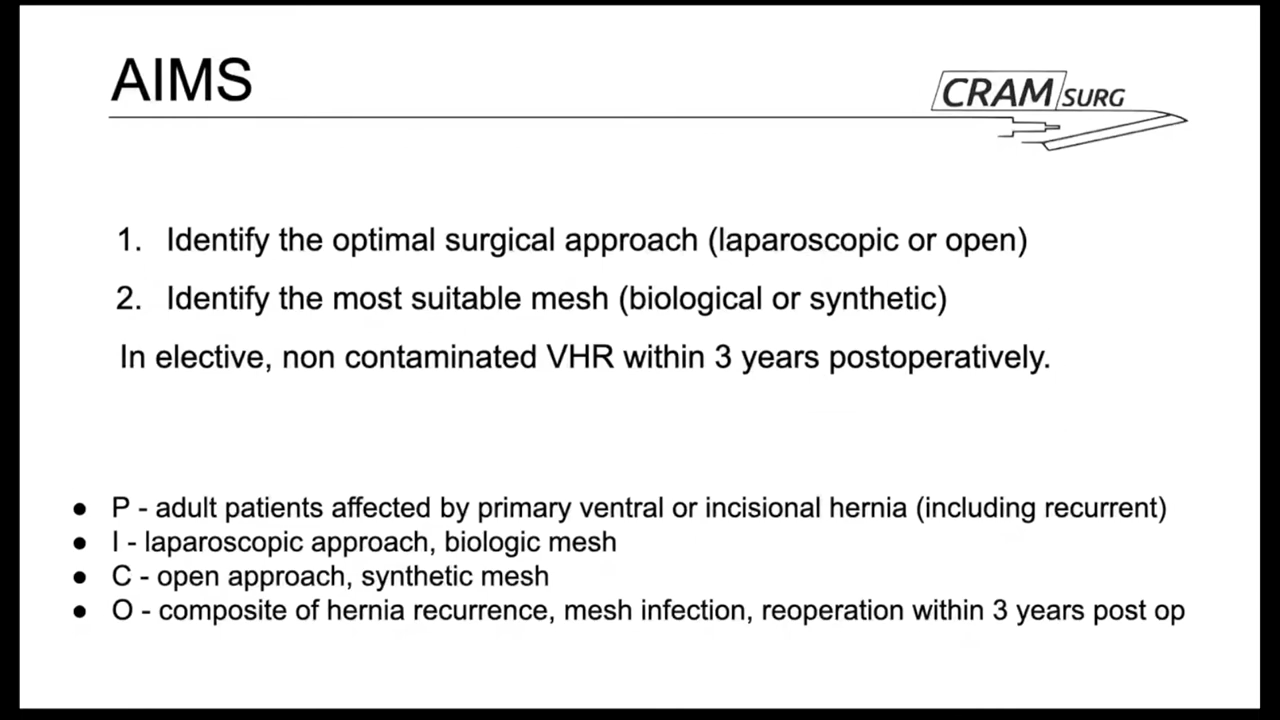 AIMS
CRAM SURG
1. Identify the optimal surgical approach (laparoscopic or open)
2. Identify the most suitable mesh (biological or synthetic)
In elective, non contaminated VHR within 3 years postoperatively.
● P - adult patients affected by primary ventral or incisional hernia (including recurrent)
● I - laparoscopic approach, biologic mesh
● C - open approach, synthetic mesh
● O - composite of hernia recurrence, mesh infection, reoperation within 3 years post op